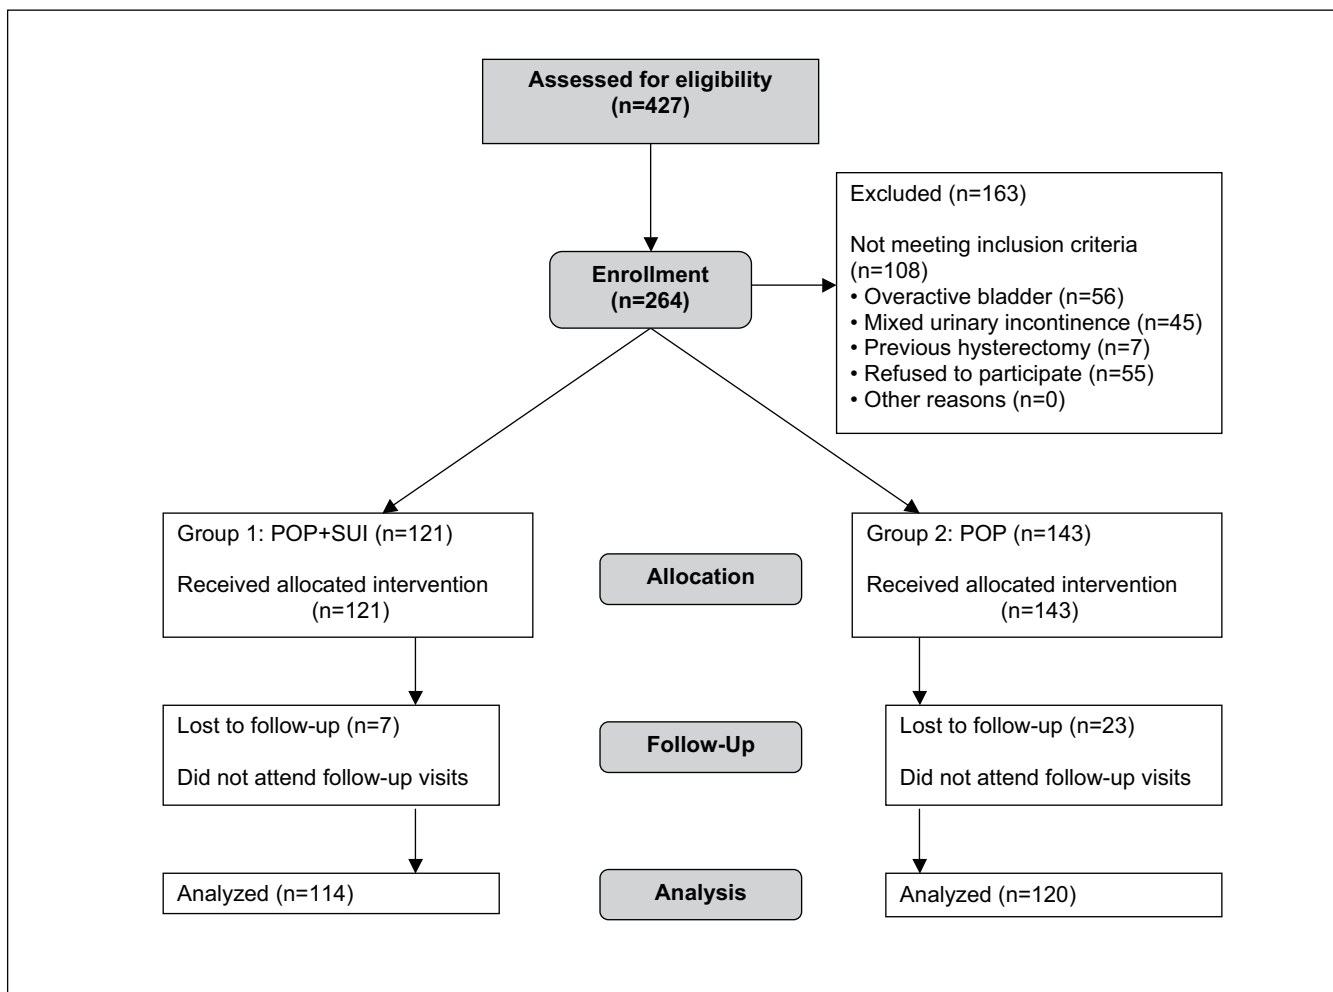 Assessed for eligibility
(n=427)
Excluded (n=163)
Not meeting inclusion criteria
(n=108)
• Overactive bladder (n=56)
• Mixed urinary incontinence (n=45)
• Previous hysterectomy (n=7)
• Refused to participate (n=55)
• Other reasons (n=0)
Enrollment
(n=264)
Group 1: POP+SUI (n=121)
Received allocated intervention
(n=121)
Allocation
Group 2: POP (n=143)
Received allocated intervention
(n=143)
Lost to follow-up (n=7)
Did not attend follow-up visits
Follow-Up
Lost to follow-up (n=23)
Did not attend follow-up visits
Analyzed (n=114)
Analysis
Analyzed (n=120)